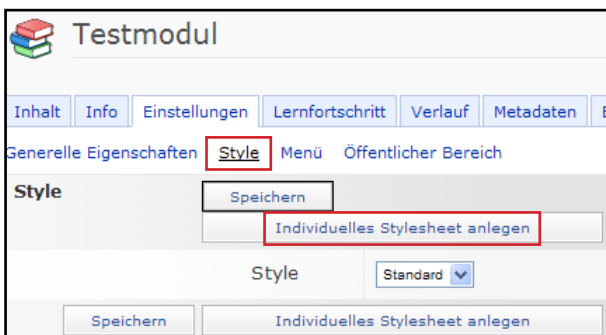 Testmodul
Inhalt Info Einstellungen Lernfortschritt Verlauf Metadaten
Generelle Eigenschaften Style Menü Öffentlicher Bereich
Style Speichern
Individuelles Stylesheet anlegen
Style Standard
Speichern Individuelles Stylesheet anlegen